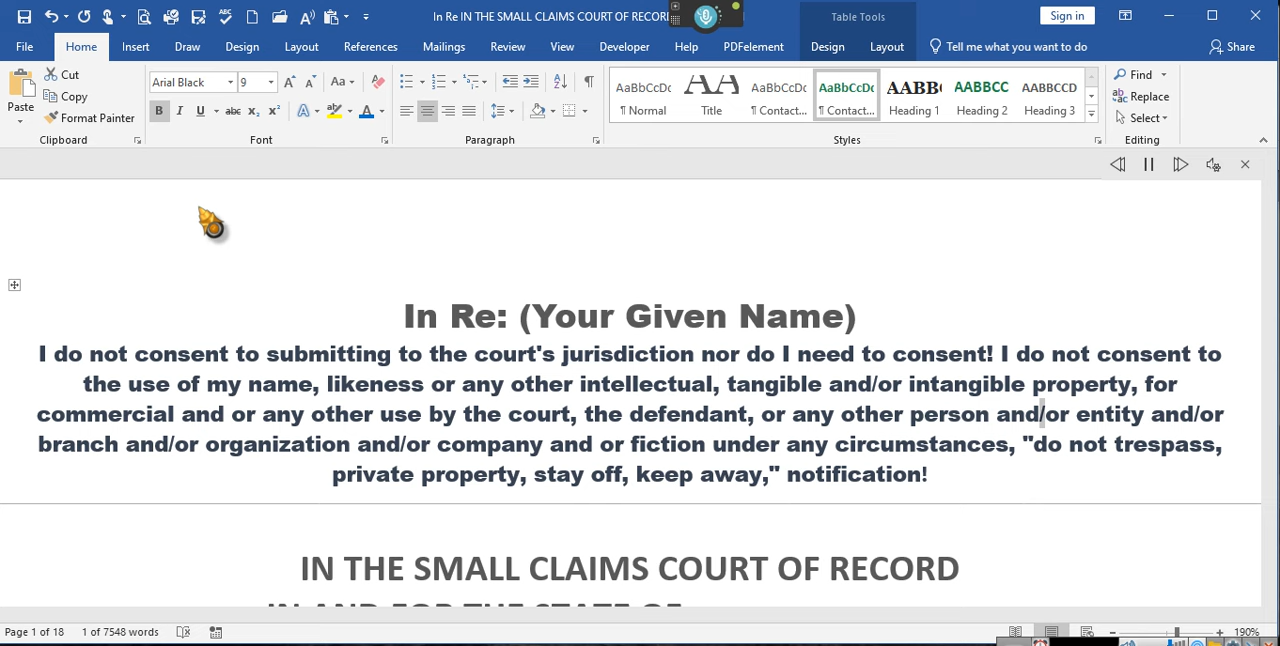 In Re IN THE SMALL CLAIMS COURT OF RECOR
Table Tools
Sign in
File Home Insert Draw Design Layout References Mailings Review View Developer Help PDFelement Design Layout Tell me what you want to do Share
Paste
Cut
Copy
Format Painter
Clipboard
Arial Black 9
Font
Paragraph
AaBbCcDc AA AaBbCcDc AaBbCcDc AABBC AABBCC AABBCCD
¶ Normal Title ¶ Contact... ¶ Contact... Heading 1 Heading 2 Heading 3
Styles
Find
Replace
Select
Editing
In Re: (Your Given Name)
I do not consent to submitting to the court's jurisdiction nor do I need to consent! I do not consent to
the use of my name, likeness or any other intellectual, tangible and/or intangible property, for
commercial and or any other use by the court, the defendant, or any other person and/or entity and/or
branch and/or organization and/or company and or fiction under any circumstances, "do not trespass,
private property, stay off, keep away," notification!
IN THE SMALL CLAIMS COURT OF RECORD
IN AND FOR THE STATE OF
Page 1 of 18 1 of 7548 words 190%